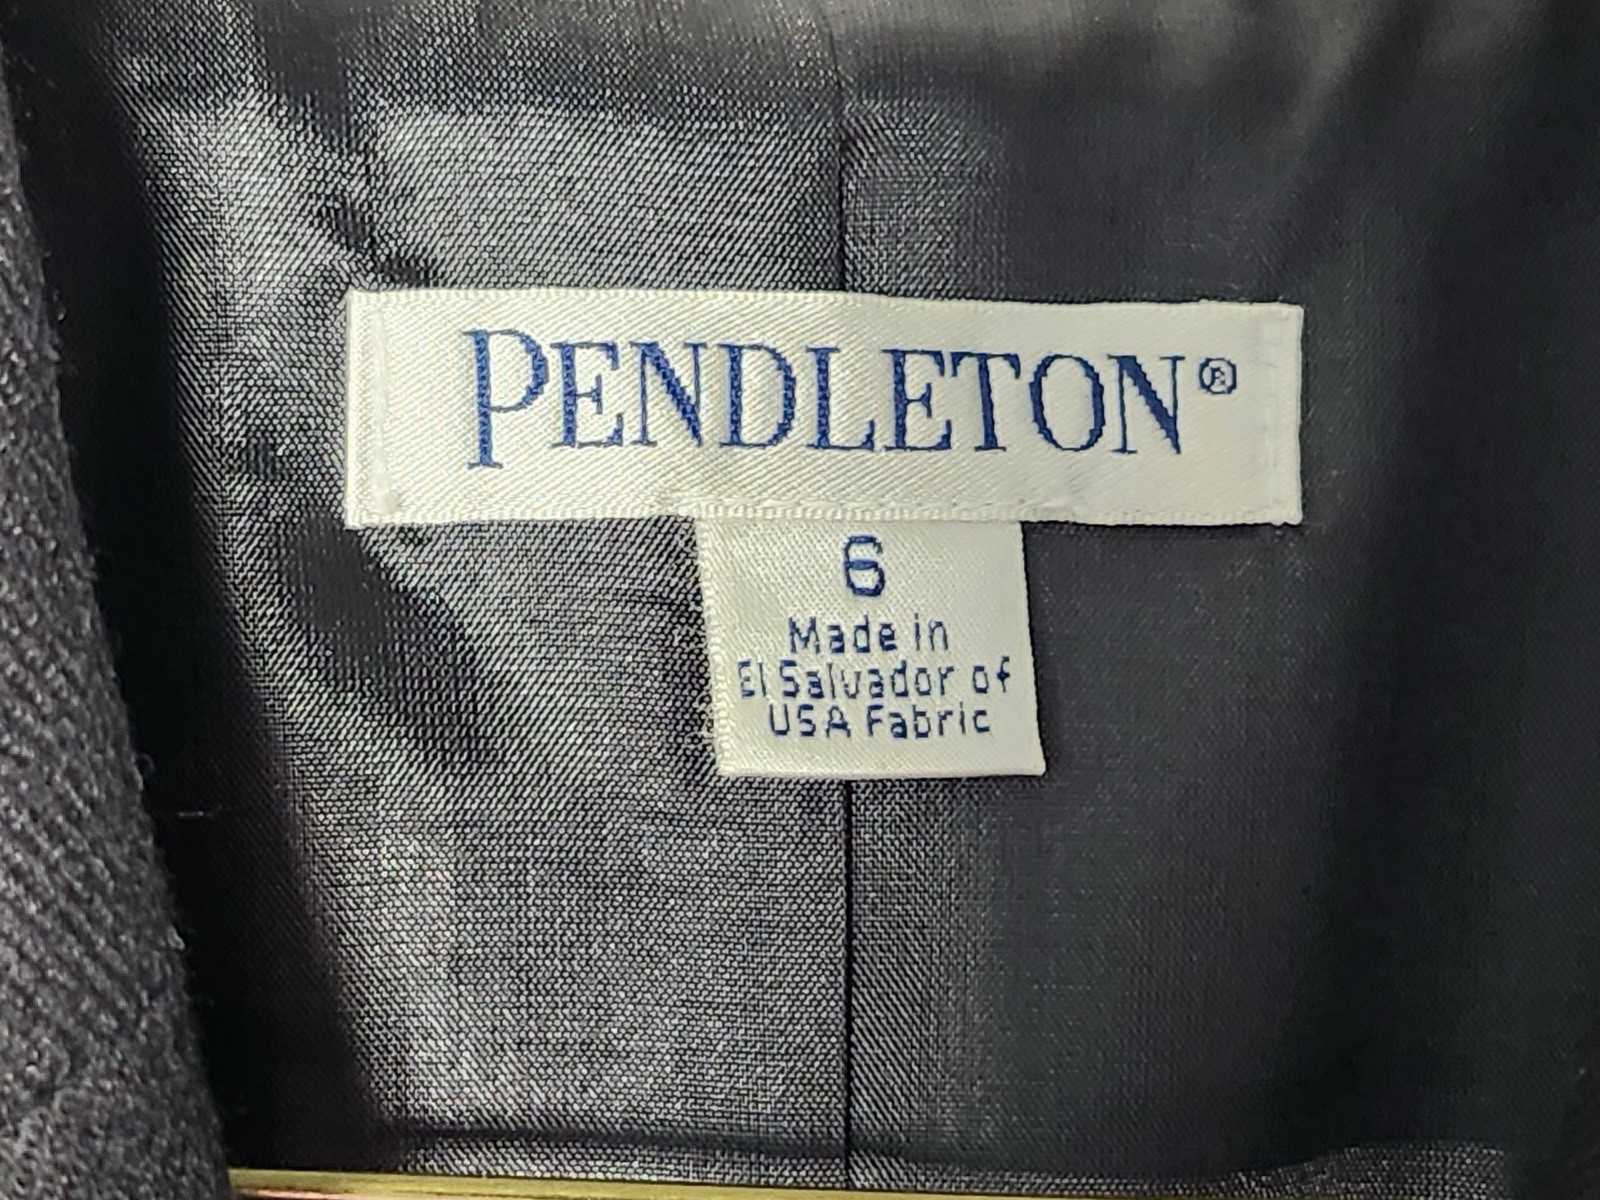 PENDLETON®
6
Made in
El Salvador of
USA Fabric